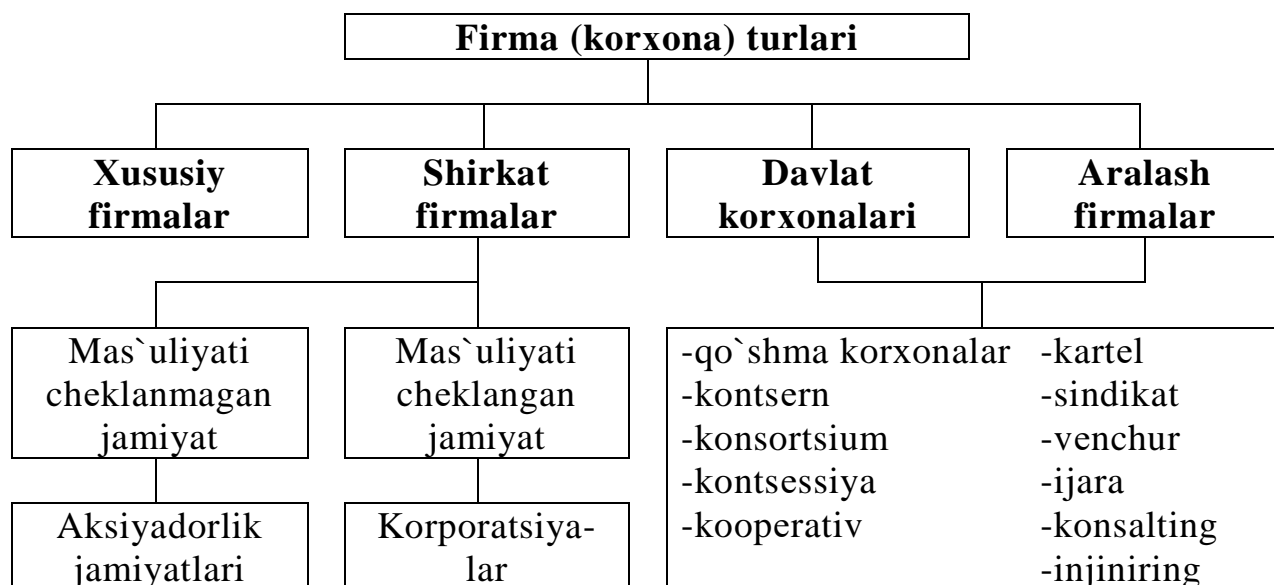 Firma (korxona) turlari
Xususiy
firmalar
Shirkat
firmalar
Davlat
korxonalari
Aralash
firmalar
Mas`uliyati
cheklanmagan
jamiyat
Mas`uliyati
cheklangan
jamiyat
-qo`shma korxonalar
-kontsern
-konsortsium
-kontsessiya
-kooperativ
-kartel
-sindikat
-venchur
-ijara
-konsalting
-injiniring
Aksiyadorlik
jamiyatlari
Korporatsiya-
lar